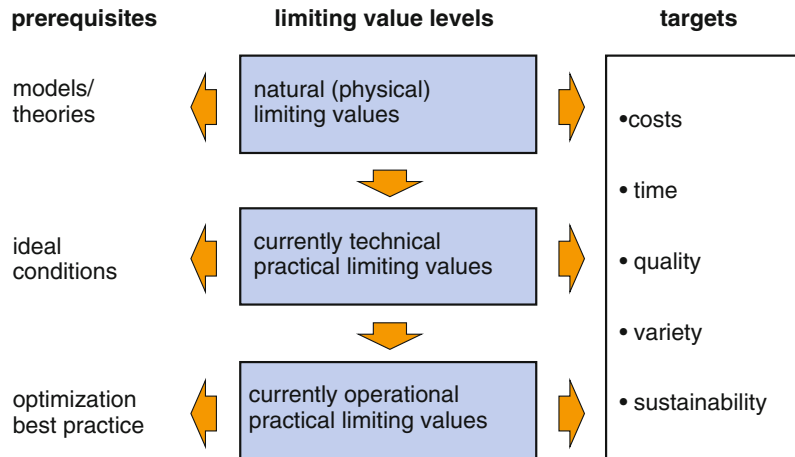 prerequisites
limiting value levels
targets
models/
theories
natural (physical)
limiting values
•costs
• time
ideal
conditions
currently technical
practical limiting values
• quality
• variety
optimization
best practice
currently operational
practical limiting values
• sustainability